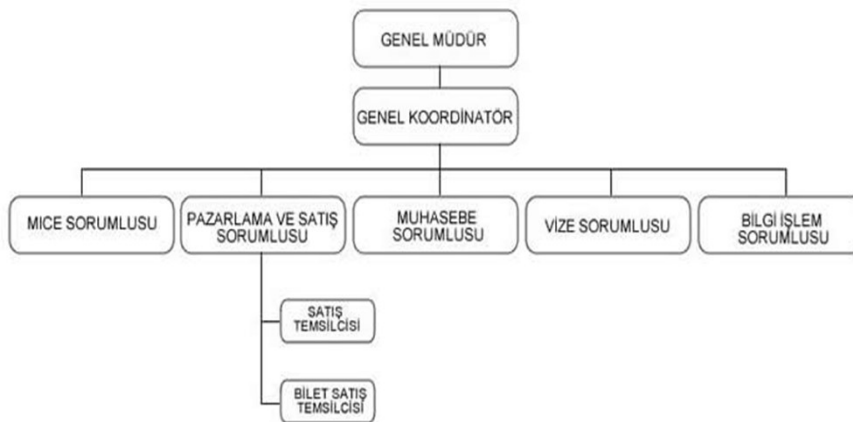 GENEL MÜDÜR
GENEL KOORDİNATÖR
MICE SORUMLUSU
PAZARLAMA VE SATIŞ
SORUMLUSU
MUHASEBE
SORUMLUSU
VİZE SORUMLUSU
BİLGİ İŞLEM
SORUMLUSU
SATIŞ
TEMSİLCİSİ
BİLET SATIŞ
TEMSİLCİSİ